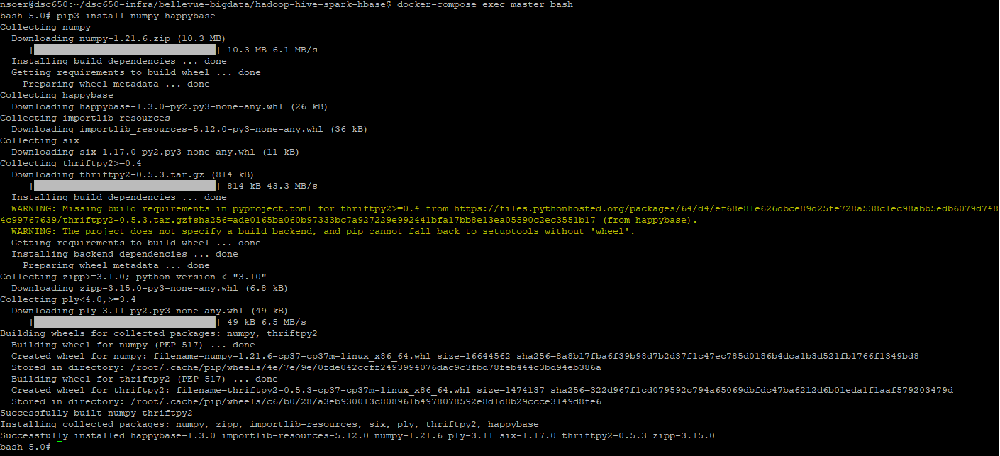 nsoer@dsc650:~/dsc650-infra/bellevue-bigdata/hadoop-hive-spark-hbase$ docker-compose exec master bash
bash-5.0# pip3 install numpy happybase
Collecting numpy
  Downloading numpy-1.21.6.zip (10.3 MB)
     |████████████████████████████████| 10.3 MB 6.1 MB/s
  Installing build dependencies ... done
  Getting requirements to build wheel ... done
    Preparing wheel metadata ... done
Collecting happybase
  Downloading happybase-1.3.0-py2.py3-none-any.whl (26 kB)
Collecting importlib-resources
  Downloading importlib_resources-5.12.0-py3-none-any.whl (36 kB)
Collecting six
  Downloading six-1.17.0-py2.py3-none-any.whl (11 kB)
Collecting thriftpy2>=0.4
  Downloading thriftpy2-0.5.3.tar.gz (814 kB)
     |████████████████████████████████| 814 kB 43.3 MB/s
  Installing build dependencies ... done
  WARNING: Missing build requirements in pyproject.toml for thriftpy2>=0.4 from https://files.pythonhosted.org/packages/64/d4/ef68e81e626dbce89d25fe728a538c1ec98abb5edb6079d748
4c99767639/thriftpy2-0.5.3.tar.gz#sha256=ade0165ba060b97333bc7a927229e992441bfa17bb8e13ea05590c2ec3551b17 (from happybase).
  WARNING: The project does not specify a build backend, and pip cannot fall back to setuptools without 'wheel'.
  Getting requirements to build wheel ... done
  Installing backend dependencies ... done
    Preparing wheel metadata ... done
Collecting zipp>=3.1.0; python_version < "3.10"
  Downloading zipp-3.15.0-py3-none-any.whl (6.8 kB)
Collecting ply<4.0,>=3.4
  Downloading ply-3.11-py2.py3-none-any.whl (49 kB)
     |████████████████████████████████| 49 kB 6.5 MB/s
Building wheels for collected packages: numpy, thriftpy2
  Building wheel for numpy (PEP 517) ... done
  Created wheel for numpy: filename=numpy-1.21.6-cp37-cp37m-linux_x86_64.whl size=16644562 sha256=8a8b17fba6f39b98d7b2d37f1c47ec785d0186b4dca1b3d521fb1766f1349bd8
  Stored in directory: /root/.cache/pip/wheels/4e/7e/9e/0fde042ccff2493994076dac9c3fbd78feb444c3bd94eb386a
  Building wheel for thriftpy2 (PEP 517) ... done
  Created wheel for thriftpy2: filename=thriftpy2-0.5.3-cp37-cp37m-linux_x86_64.whl size=1474137 sha256=322d967f1cd079592c794a65069dbfdc47ba6212d6b01eda1f1aaf579203479d
  Stored in directory: /root/.cache/pip/wheels/c6/b0/28/a3eb930013c808961b4978078592e8d1d8b29ccce3149d8fe6
Successfully built numpy thriftpy2
Installing collected packages: numpy, zipp, importlib-resources, six, ply, thriftpy2, happybase
Successfully installed happybase-1.3.0 importlib-resources-5.12.0 numpy-1.21.6 ply-3.11 six-1.17.0 thriftpy2-0.5.3 zipp-3.15.0
bash-5.0#